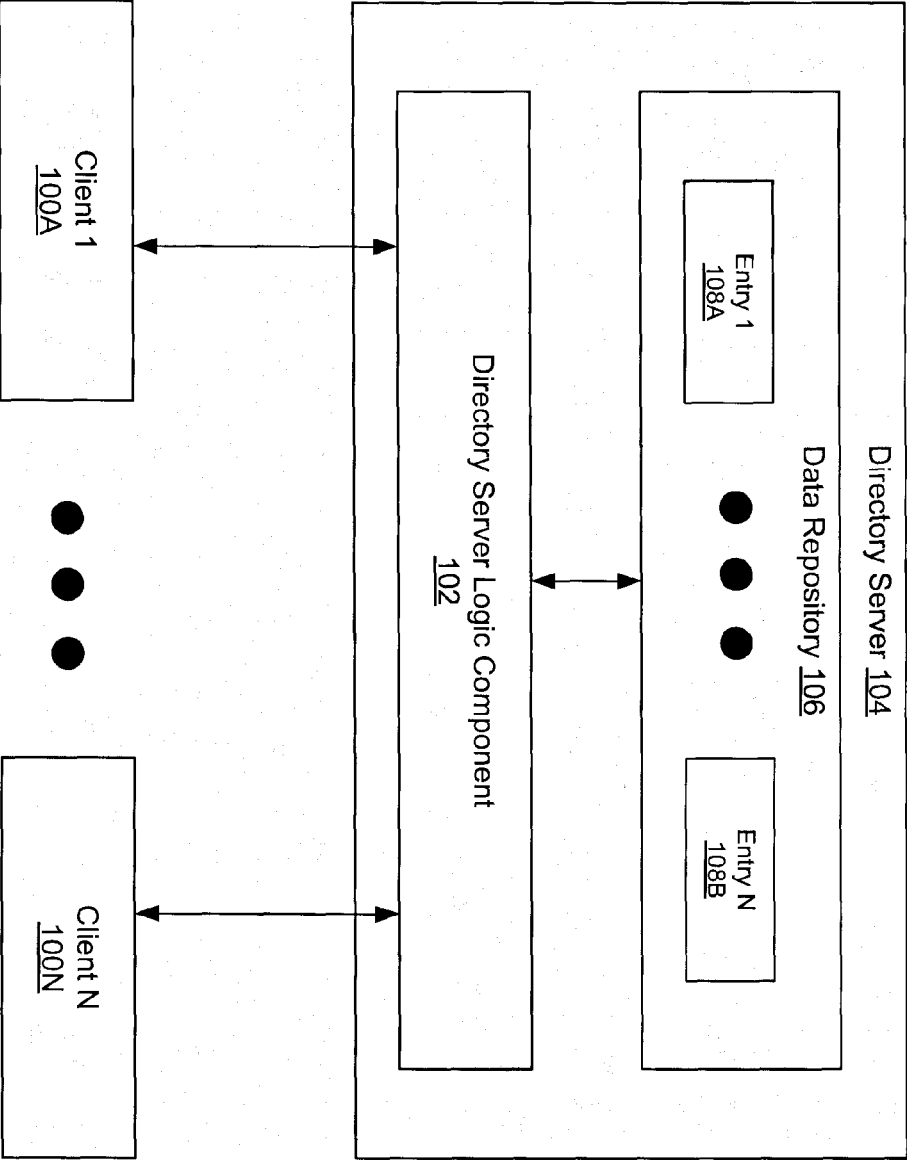 Directory Server 104
Data Repository 106
Entry 1
108A
Entry N
108B
Directory Server Logic Component
102
Client 1
100A
Client N
100N